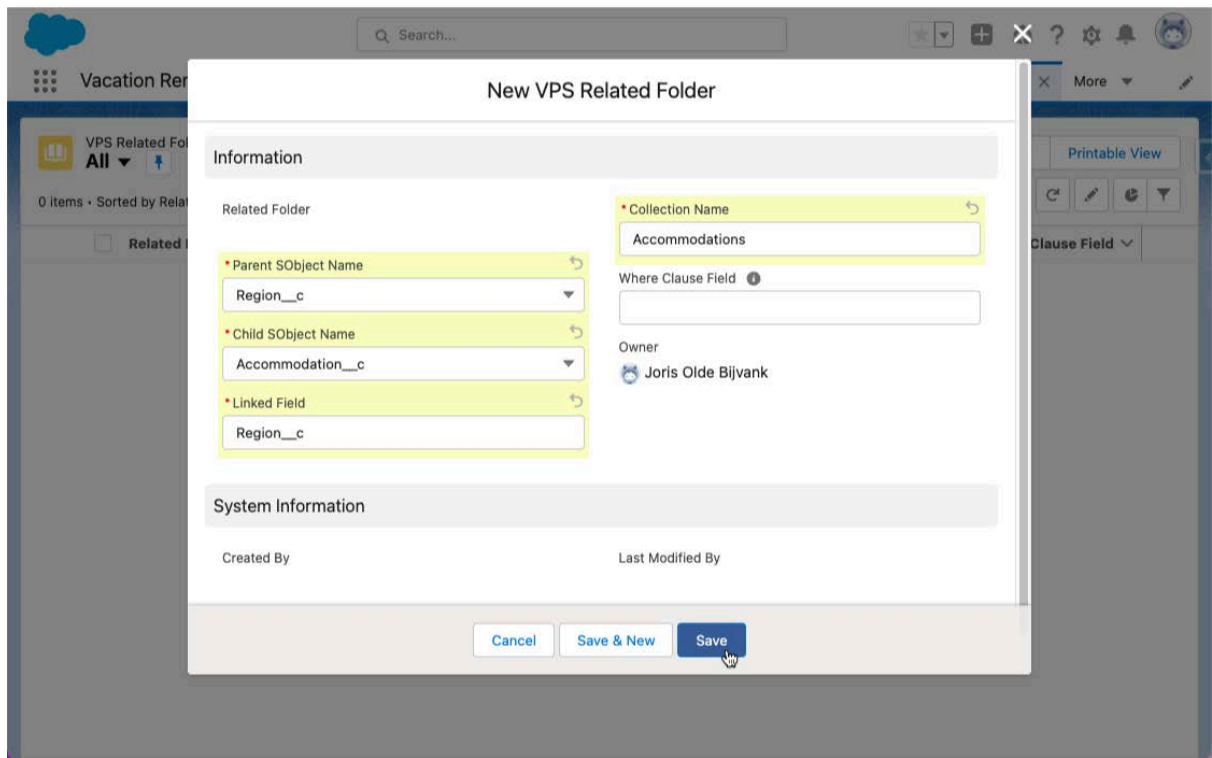 Search...
Vacation Ren
More
New VPS Related Folder
VPS Related Fol
All
Printable View
0 items • Sorted by Relat
Related
Clause Field
Information
Related Folder
* Collection Name
Accommodations
* Parent SObject Name
Region__c
Where Clause Field
* Child SObject Name
Accommodation__c
Owner
Joris Olde Bijvank
* Linked Field
Region__c
System Information
Created By
Last Modified By
Cancel
Save & New
Save